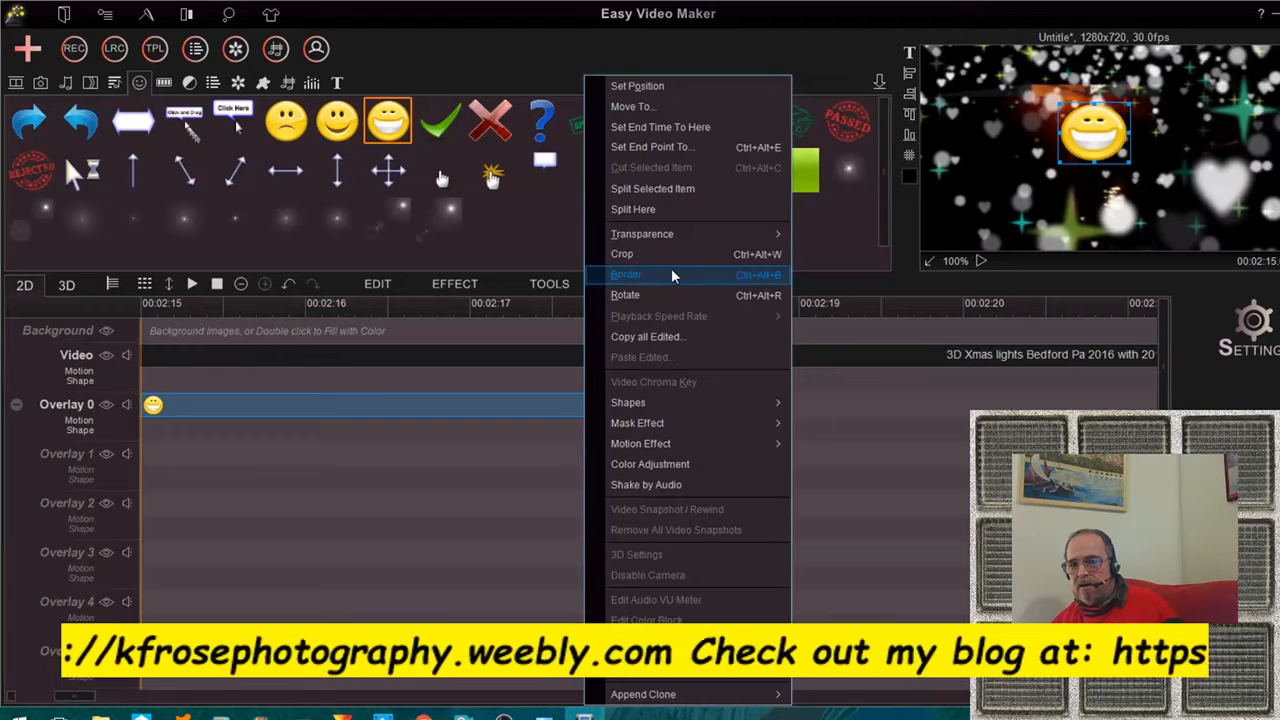 Easy Video Maker
?
REC
LRC
TPL
Untitle*, 1280x720, 30.0fps
T
T
Click and Drag
Click Here
?
PASSED
REJECTED
100%
00:02:15.
2D
3D
EDIT
EFFECT
TOOLS
00:02:15
00:02:16
00:02:17
00:02:19
00:02:20
00:02:
Background
Background Images, or Double click to Fill with Color
Video
Motion
Shape
3D Xmas lights Bedford Pa 2016 with 20
SETTING
Overlay 0
Motion
Shape
Overlay 1
Motion
Shape
Overlay 2
Motion
Shape
Overlay 3
Motion
Shape
Overlay 4
Motion
Set Position
Move To...
Set End Time To Here
Set End Point To... Ctrl+Alt+E
Cut Selected Item Ctrl+Alt+C
Split Selected Item
Split Here
Transparence
Crop Ctrl+Alt+W
Border Ctrl+Alt+B
Rotate Ctrl+Alt+R
Playback Speed Rate
Copy all Edited...
Paste Edited...
Video Chroma Key
Shapes
Mask Effect
Motion Effect
Color Adjustment
Shake by Audio
Video Snapshot / Rewind
Remove All Video Snapshots
3D Settings
Disable Camera
Edit Audio VU Meter
Edit Color Block
Append Clone
Check out my blog at: https